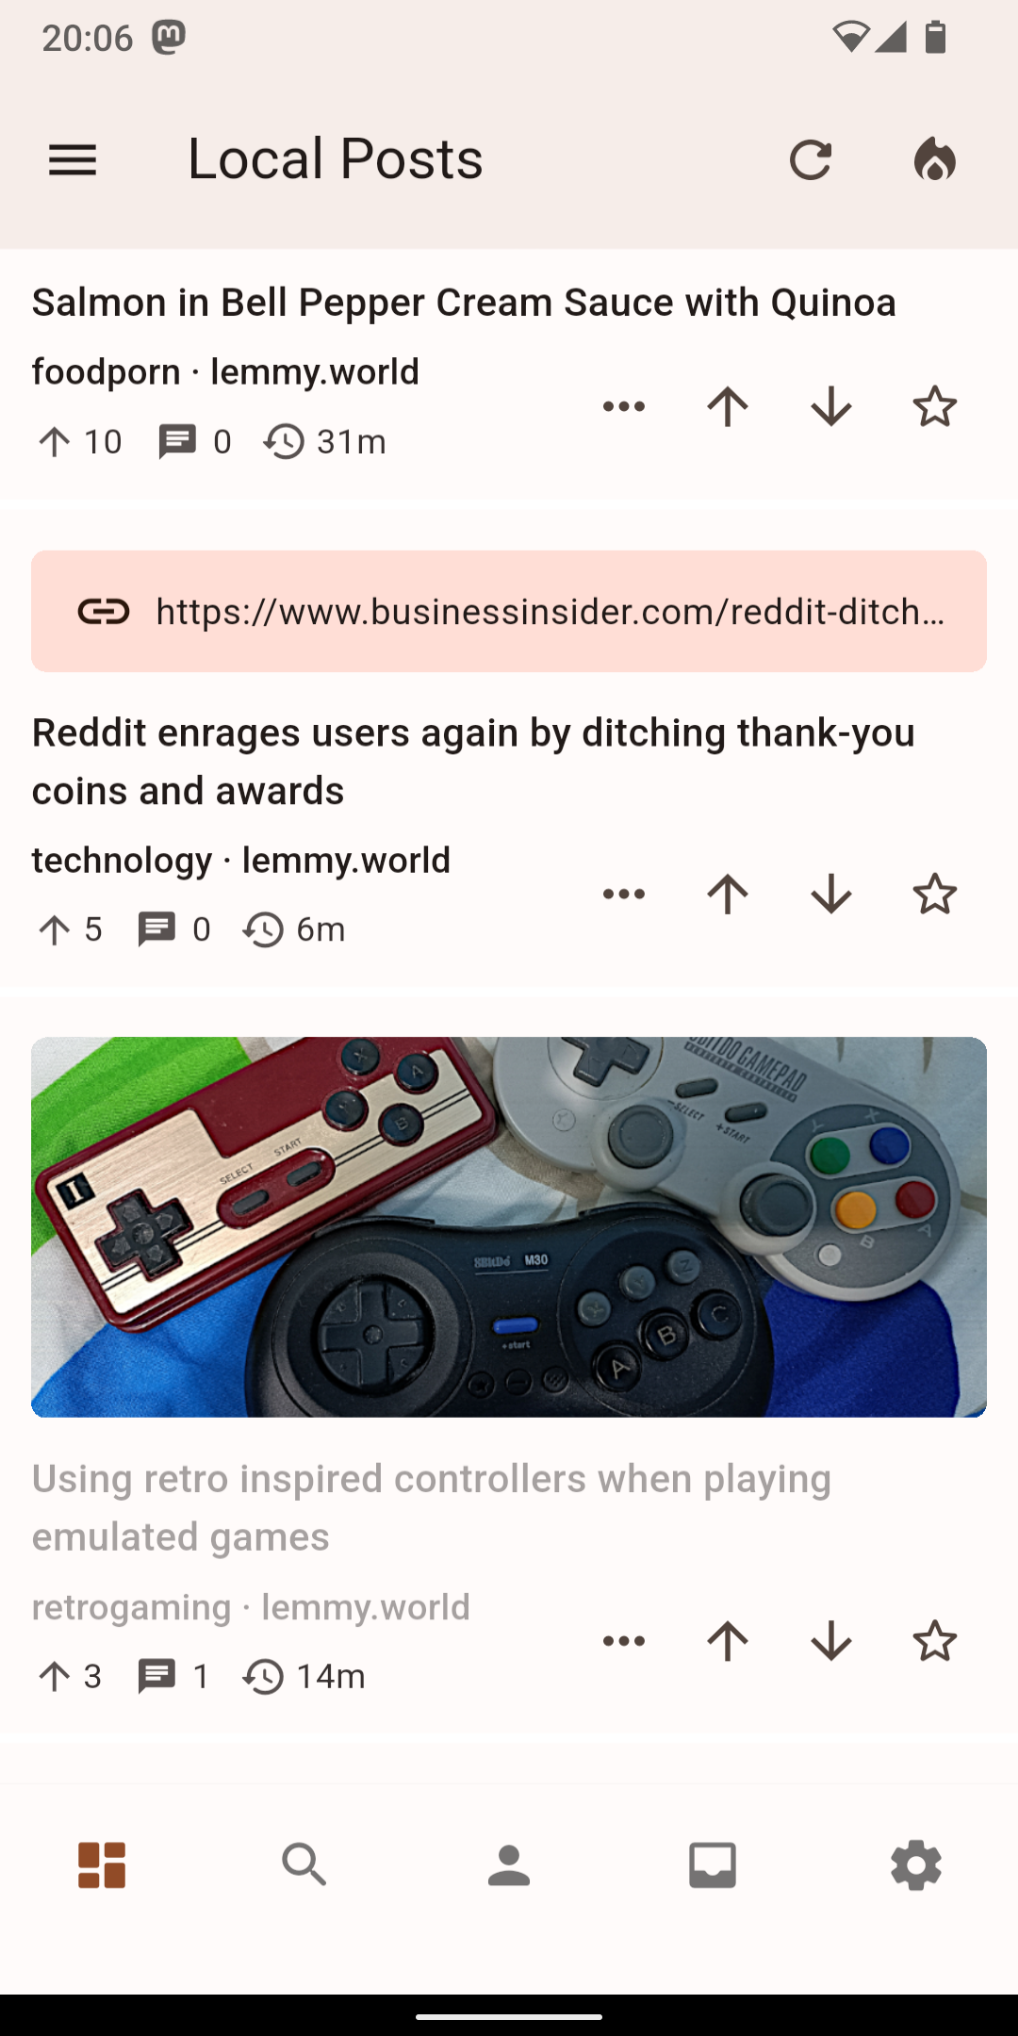 20:06
Local Posts
Salmon in Bell Pepper Cream Sauce with Quinoa
foodporn · lemmy.world
10 0 31m
https://www.businessinsider.com/reddit-ditch...
Reddit enrages users again by ditching thank-you
coins and awards
technology · lemmy.world
5 0 6m
GAMEPAD
X
A
B
SELECT START
I
-SELECT
+START
Y
X
B
A
8BitDo M30
+start
Y
Z
A B C
Using retro inspired controllers when playing
emulated games
retrogaming · lemmy.world
3 1 14m